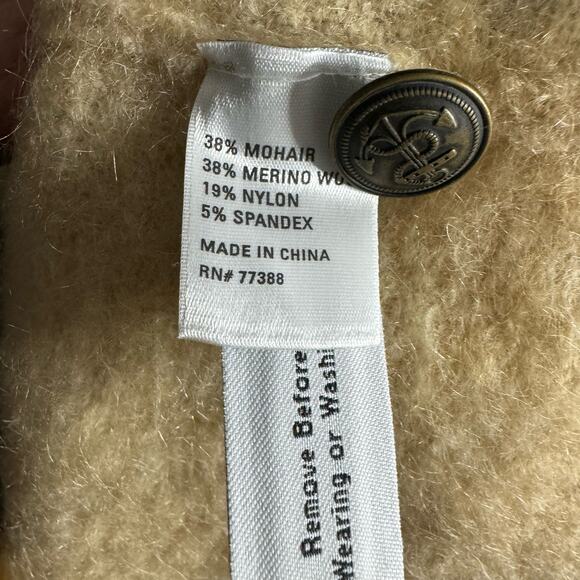 38% MOHAIR
38% MERINO WO
19% NYLON
5% SPANDEX
MADE IN CHINA
RN# 77388
Remove Before
Wearing or Washi